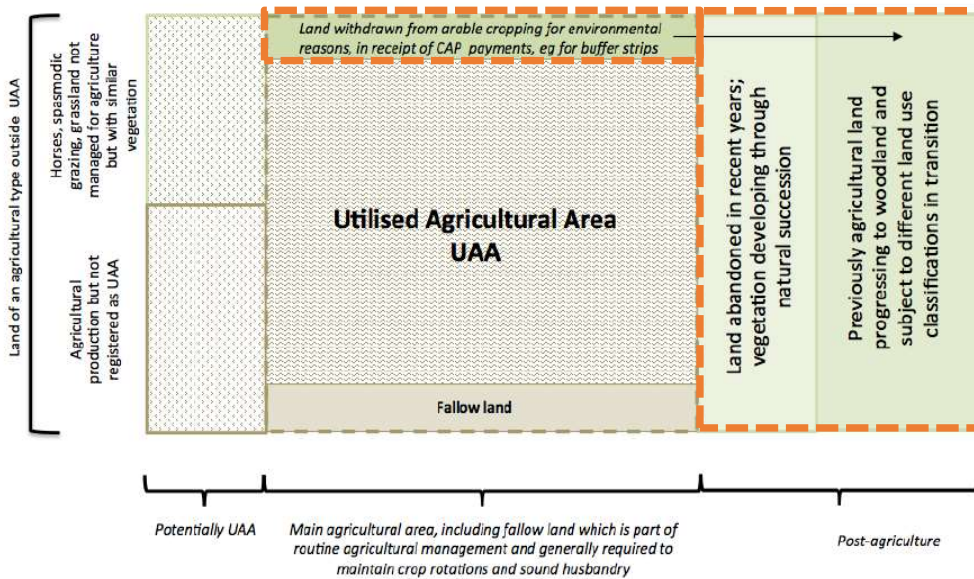 Land of an agricultural type outside UAA
Horses, spasmodic
grazing, grassland not
managed for agriculture
but with similar
vegetation
Agricultural
production but not
registered as UAA
Land withdrawn from arable cropping for environmental
reasons, in receipt of CAP payments, eg for buffer strips
Utilised Agricultural Area
UAA
Fallow land
Land abandoned in recent years;
vegetation developing through
natural succession
Previously agricultural land
progressing to woodland and
subject to different land use
classifications in transition
Potentially UAA
Main agricultural area, including fallow land which is part of
routine agricultural management and generally required to
maintain crop rotations and sound husbandry
Post-agriculture